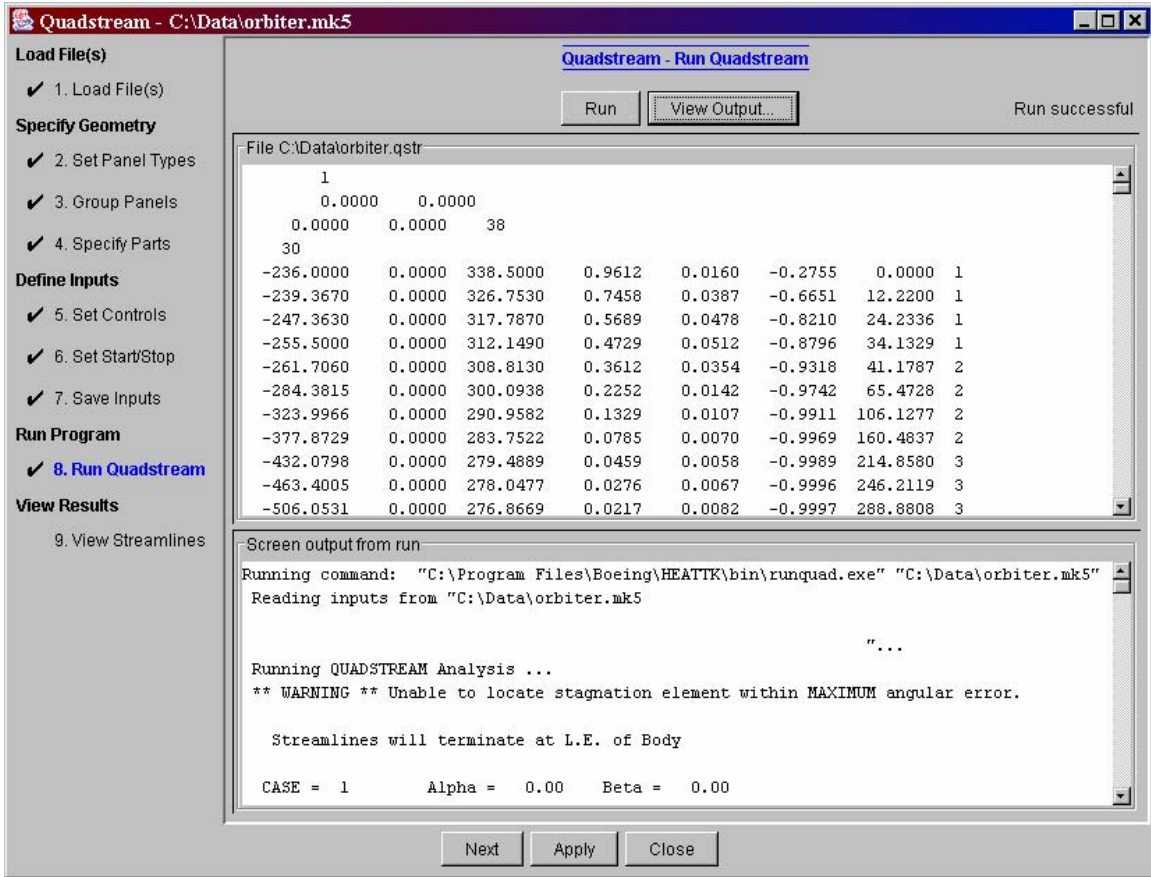 Quadstream - C:\Data\orbiter.mk5
Load File(s)
✔ 1. Load File(s)
Specify Geometry
✔ 2. Set Panel Types
✔ 3. Group Panels
✔ 4. Specify Parts
Define Inputs
✔ 5. Set Controls
✔ 6. Set Start/Stop
✔ 7. Save Inputs
Run Program
✔ 8. Run Quadstream
View Results
9. View Streamlines
Quadstream - Run Quadstream
Run View Output... Run successful
File C:\Data\orbiter.qstr
1
0.0000 0.0000
0.0000 0.0000 38
30
-236.0000 0.0000 338.5000 0.9612 0.0160 -0.2755 0.0000 1
-239.3670 0.0000 326.7530 0.7458 0.0387 -0.6651 12.2200 1
-247.3630 0.0000 317.7870 0.5689 0.0478 -0.8210 24.2336 1
-255.5000 0.0000 312.1490 0.4729 0.0512 -0.8796 34.1329 1
-261.7060 0.0000 308.8130 0.3612 0.0354 -0.9318 41.1787 2
-284.3815 0.0000 300.0938 0.2252 0.0142 -0.9742 65.4728 2
-323.9966 0.0000 290.9582 0.1329 0.0107 -0.9911 106.1277 2
-377.8729 0.0000 283.7522 0.0785 0.0070 -0.9969 160.4837 2
-432.0798 0.0000 279.4889 0.0459 0.0058 -0.9989 214.8580 3
-463.4005 0.0000 278.0477 0.0276 0.0067 -0.9996 246.2119 3
-506.0531 0.0000 276.8669 0.0217 0.0082 -0.9997 288.8808 3
Screen output from run
Running command: "C:\Program Files\Boeing\HEATTK\bin\runquad.exe" "C:\Data\orbiter.mk5"
Reading inputs from "C:\Data\orbiter.mk5
"...
Running QUADSTREAM Analysis ...
** WARNING ** Unable to locate stagnation element within MAXIMUM angular error.
Streamlines will terminate at L.E. of Body
CASE = 1 Alpha = 0.00 Beta = 0.00
Next Apply Close